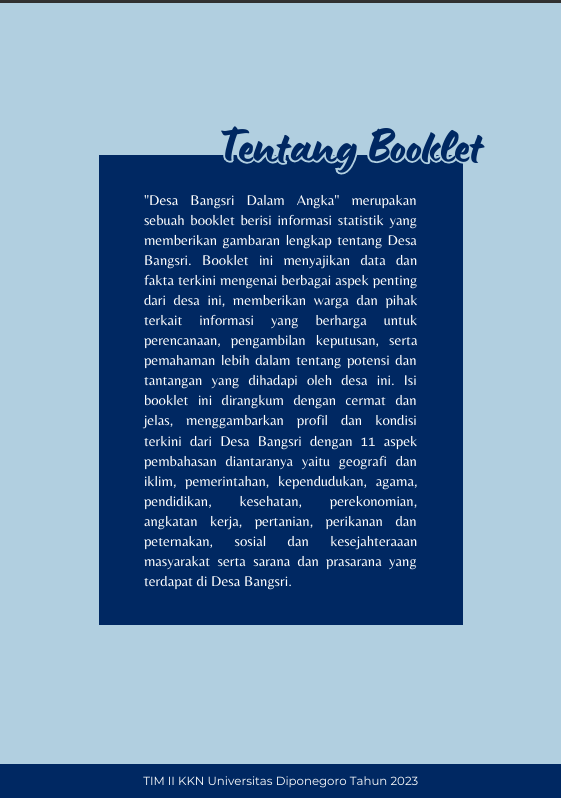 Tentang Booklet
"Desa Bangsri Dalam Angka" merupakan
sebuah booklet berisi informasi statistik yang
memberikan gambaran lengkap tentang Desa
Bangsri. Booklet ini menyajikan data dan
fakta terkini mengenai berbagai aspek penting
dari desa ini, memberikan warga dan pihak
terkait informasi yang berharga untuk
perencanaan, pengambilan keputusan, serta
pemahaman lebih dalam tentang potensi dan
tantangan yang dihadapi oleh desa ini. Isi
booklet ini dirangkum dengan cermat dan
jelas, menggambarkan profil dan kondisi
terkini dari Desa Bangsri dengan 11 aspek
pembahasan diantaranya yaitu geografi dan
iklim, pemerintahan, kependudukan, agama,
pendidikan, kesehatan, perekonomian,
angkatan kerja, pertanian, perikanan dan
peternakan, sosial dan kesejahteraaan
masyarakat serta sarana dan prasarana yang
terdapat di Desa Bangsri.
TIM II KKN Universitas Diponegoro Tahun 2023